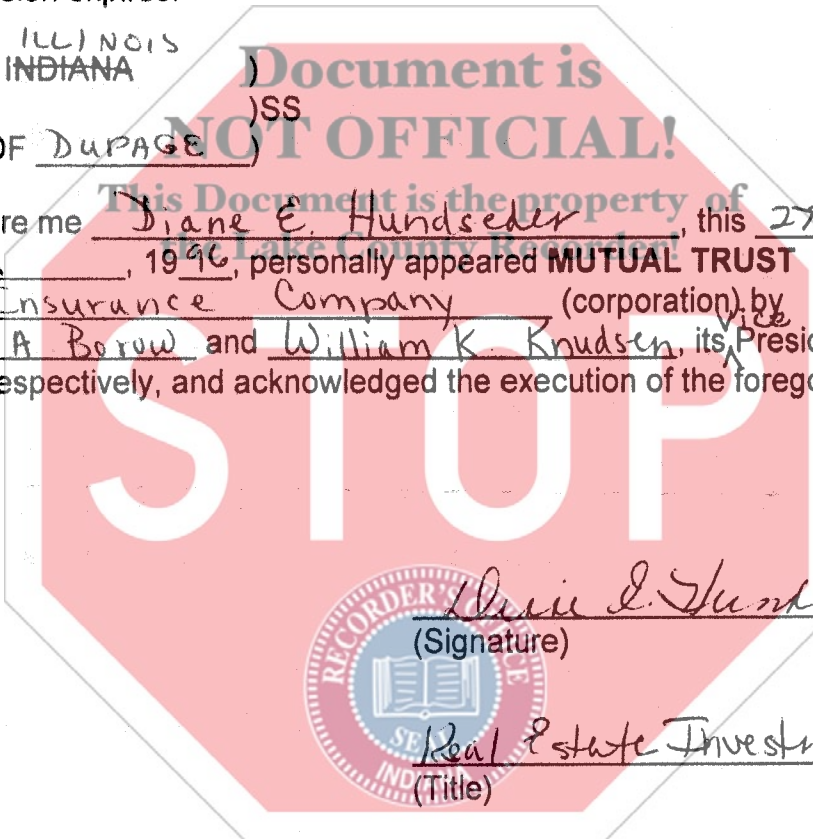 ILLINOIS
INDIANA )
Document is
)SS
NOT OFFICIAL!
OF DUPAGE )
This Document is the property of
re me Diane E. Hundseder, this 27
the Lake County Recorder!
, 1996, personally appeared MUTUAL TRUST
Insurance Company (corporation) by
A Borow and William K. Knudsen, its Vice Presid
espectively, and acknowledged the execution of the forego
STOP
RECORDER'S OFFICE
SEAL
INDIANA
(Signature)
Real Estate Invest
(Title)